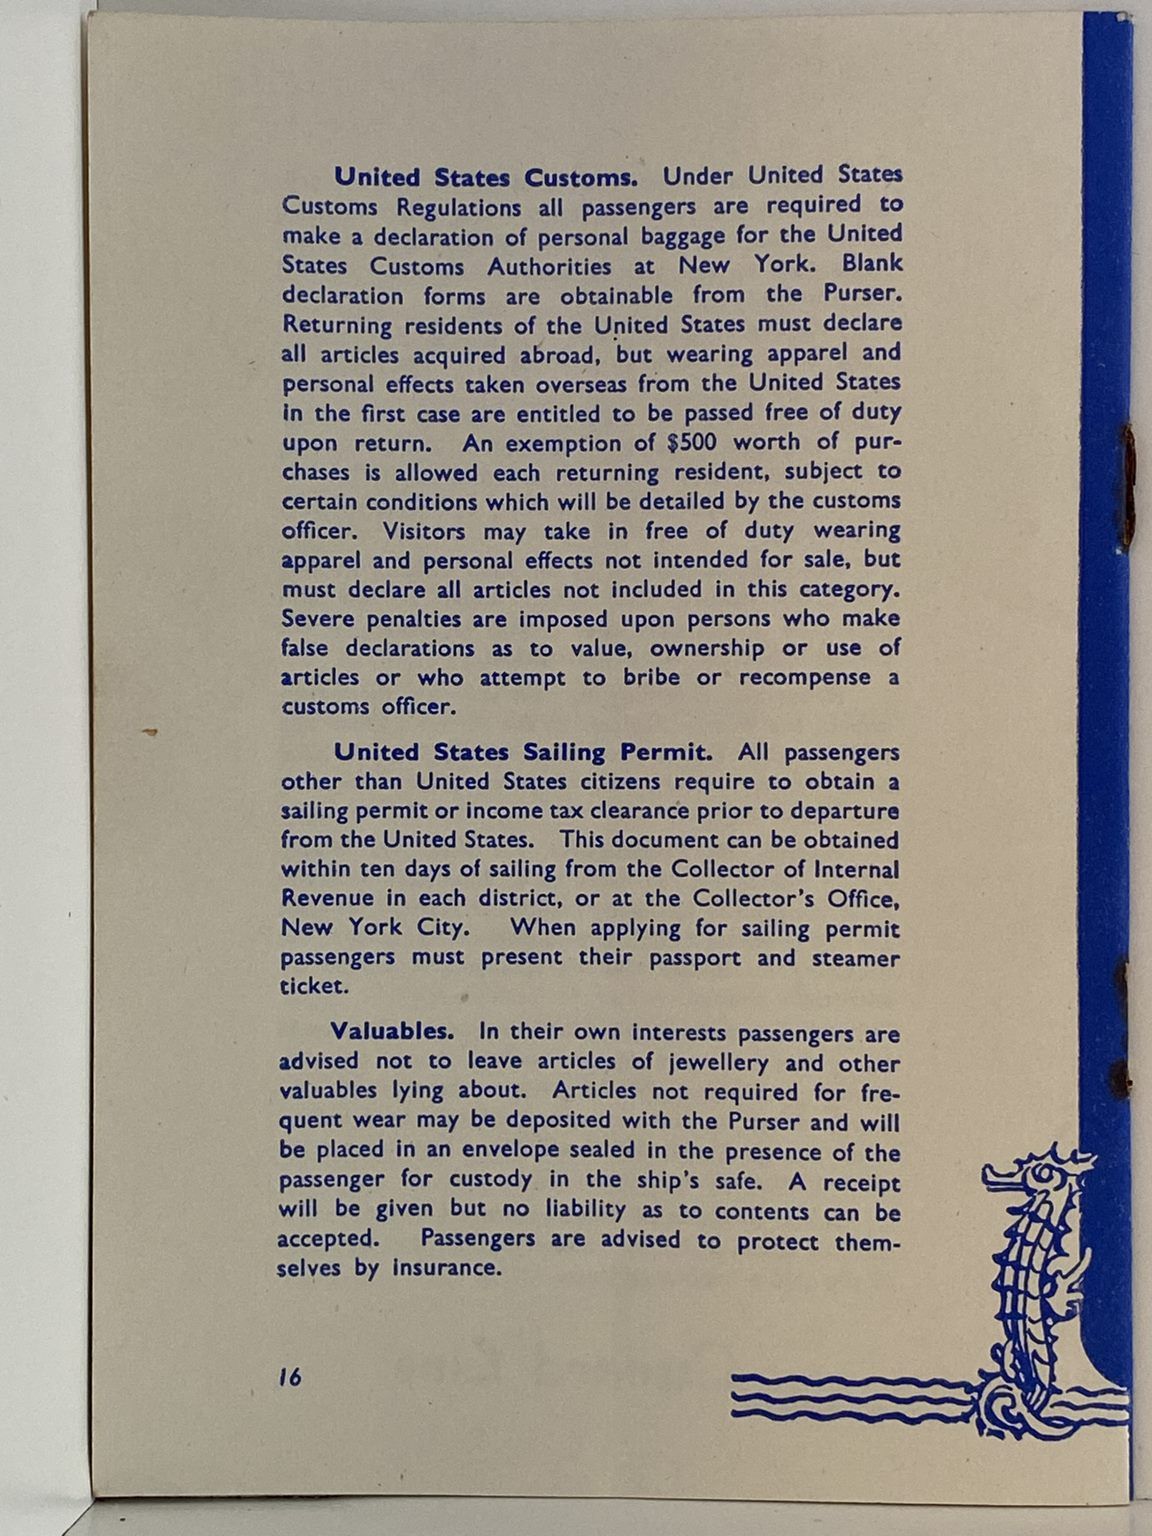 United States Customs. Under United States
Customs Regulations all passengers are required to
make a declaration of personal baggage for the United
States Customs Authorities at New York. Blank
declaration forms are obtainable from the Purser.
Returning residents of the United States must declare
all articles acquired abroad, but wearing apparel and
personal effects taken overseas from the United States
in the first case are entitled to be passed free of duty
upon return. An exemption of $500 worth of pur-
chases is allowed each returning resident, subject to
certain conditions which will be detailed by the customs
officer. Visitors may take in free of duty wearing
apparel and personal effects not intended for sale, but
must declare all articles not included in this category.
Severe penalties are imposed upon persons who make
false declarations as to value, ownership or use of
articles or who attempt to bribe or recompense a
customs officer.
United States Sailing Permit. All passengers
other than United States citizens require to obtain a
sailing permit or income tax clearance prior to departure
from the United States. This document can be obtained
within ten days of sailing from the Collector of Internal
Revenue in each district, or at the Collector's Office,
New York City. When applying for sailing permit
passengers must present their passport and steamer
ticket.
Valuables. In their own interests passengers are
advised not to leave articles of jewellery and other
valuables lying about. Articles not required for fre-
quent wear may be deposited with the Purser and will
be placed in an envelope sealed in the presence of the
passenger for custody in the ship's safe. A receipt
will be given but no liability as to contents can be
accepted. Passengers are advised to protect them-
selves by insurance.
16